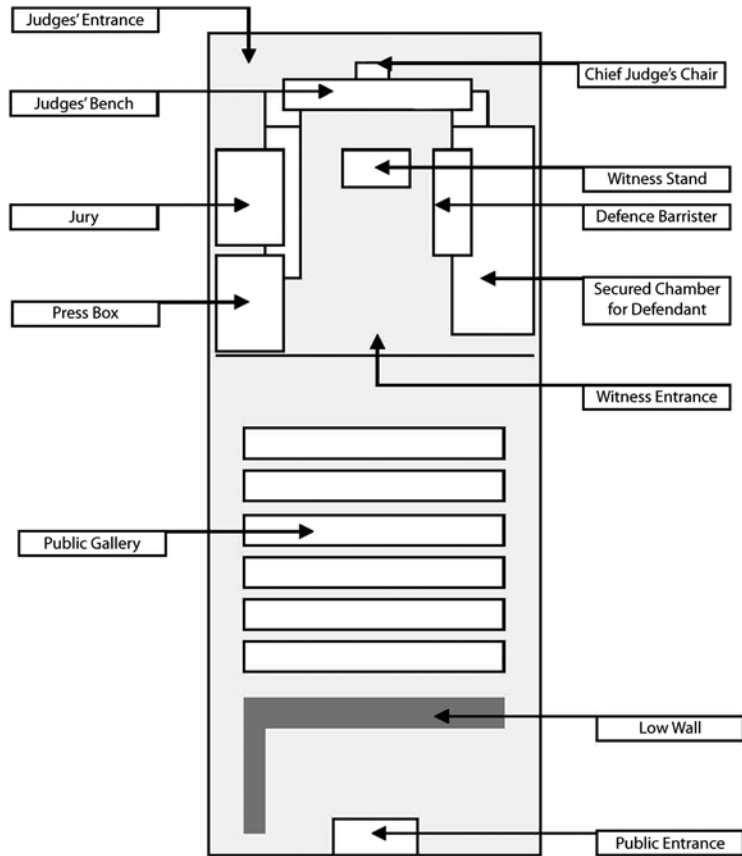 Judges' Entrance
Chief Judge's Chair
Judges' Bench
Witness Stand
Jury
Defence Barrister
Secured Chamber
for Defendant
Press Box
Witness Entrance
Public Gallery
Low Wall
Public Entrance